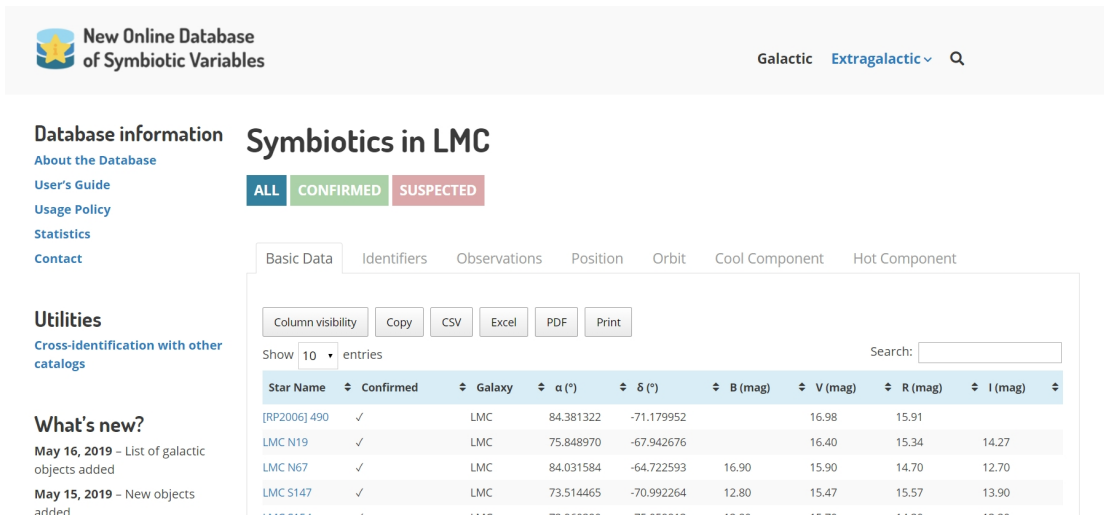 New Online Database
of Symbiotic Variables
Galactic Extragalactic
Database information
About the Database
User's Guide
Usage Policy
Statistics
Contact
Utilities
Cross-identification with other
catalogs
What's new?
May 16, 2019 – List of galactic
objects added
May 15, 2019 – New objects
added
Symbiotics in LMC
ALL CONFIRMED SUSPECTED
Basic Data Identifiers Observations Position Orbit Cool Component Hot Component
Column visibility Copy CSV Excel PDF Print
Show 10 entries Search:
Star Name Confirmed Galaxy α (°) δ (°) B (mag) V (mag) R (mag) I (mag)
[RP2006] 490 ✓ LMC 84.381322 -71.179952 16.98 15.91
LMC N19 ✓ LMC 75.848970 -67.942676 16.40 15.34 14.27
LMC N67 ✓ LMC 84.031584 -64.722593 16.90 15.90 14.70 12.70
LMC S147 ✓ LMC 73.514465 -70.992264 12.80 15.47 15.57 13.90